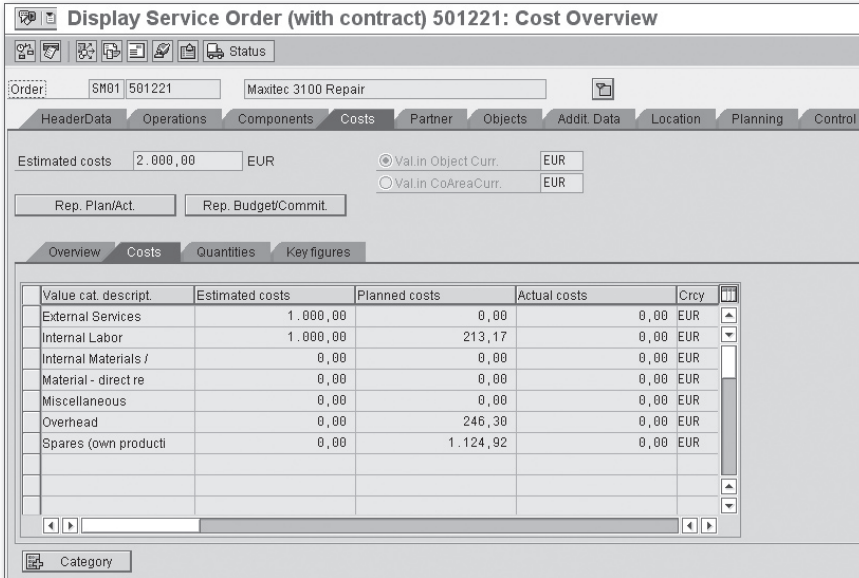 Display Service Order (with contract) 501221: Cost Overview
Status
Order SM01 501221 Maxitec 3100 Repair
HeaderData Operations Components Costs Partner Objects Addit. Data Location Planning Control
Estimated costs 2.000,00 EUR Val.in Object Curr. EUR
Val.in CoAreaCurr. EUR
Rep. Plan/Act. Rep. Budget/Commit.
Overview Costs Quantities Key figures
Value cat. descript. Estimated costs Planned costs Actual costs Crcy
External Services 1.000,00 0,00 0,00 EUR
Internal Labor 1.000,00 213,17 0,00 EUR
Internal Materials / 0,00 0,00 0,00 EUR
Material - direct re 0,00 0,00 0,00 EUR
Miscellaneous 0,00 0,00 0,00 EUR
Overhead 0,00 246,30 0,00 EUR
Spares (own producti 0,00 1.124,92 0,00 EUR
Category